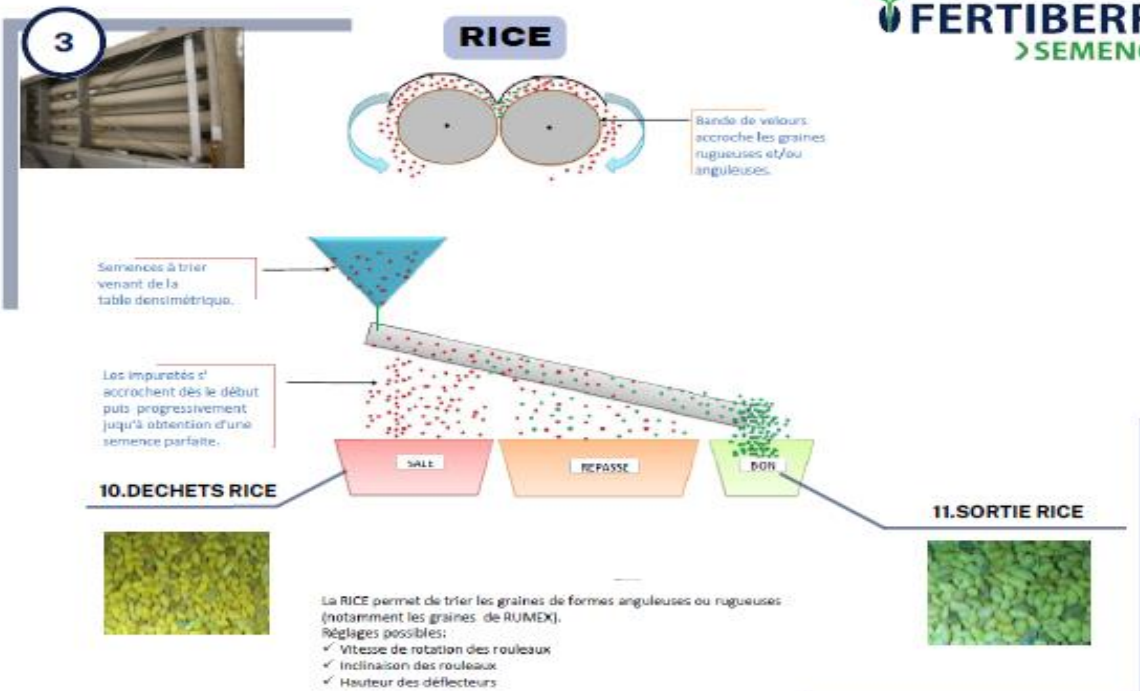 3
RICE
FERTIBERI
>SEMENC
Bande de velours
accroche les graines
rugueuses et/ou
anguleuses.
Semences à trier
venant de la
table densimétrique.
Les impuretés s'
accrochent dès le début
puis progressivement
juqu'à obtention d'une
semence parfaite.
SALE
REPASSE
BON
10.DECHETS RICE
11.SORTIE RICE
La RICE permet de trier les graines de formes anguleuses ou rugueuses
(notamment les graines de RUMEX).
Réglages possibles:
✓ Vitesse de rotation des rouleaux
✓ Inclinaison des rouleaux
✓ Hauteur des déflecteurs